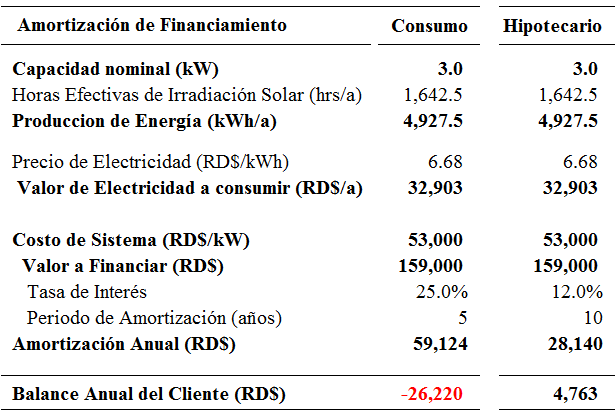 Amortización de Financiamiento Consumo Hipotecario
Capacidad nominal (kW) 3.0 3.0
Horas Efectivas de Irradiación Solar (hrs/a) 1,642.5 1,642.5
Produccion de Energía (kWh/a) 4,927.5 4,927.5
Precio de Electricidad (RD$/kWh) 6.68 6.68
Valor de Electricidad a consumir (RD$/a) 32,903 32,903
Costo de Sistema (RD$/kW) 53,000 53,000
Valor a Financiar (RD$) 159,000 159,000
Tasa de Interés 25.0% 12.0%
Periodo de Amortización (años) 5 10
Amortización Anual (RD$) 59,124 28,140
Balance Anual del Cliente (RD$) -26,220 4,763